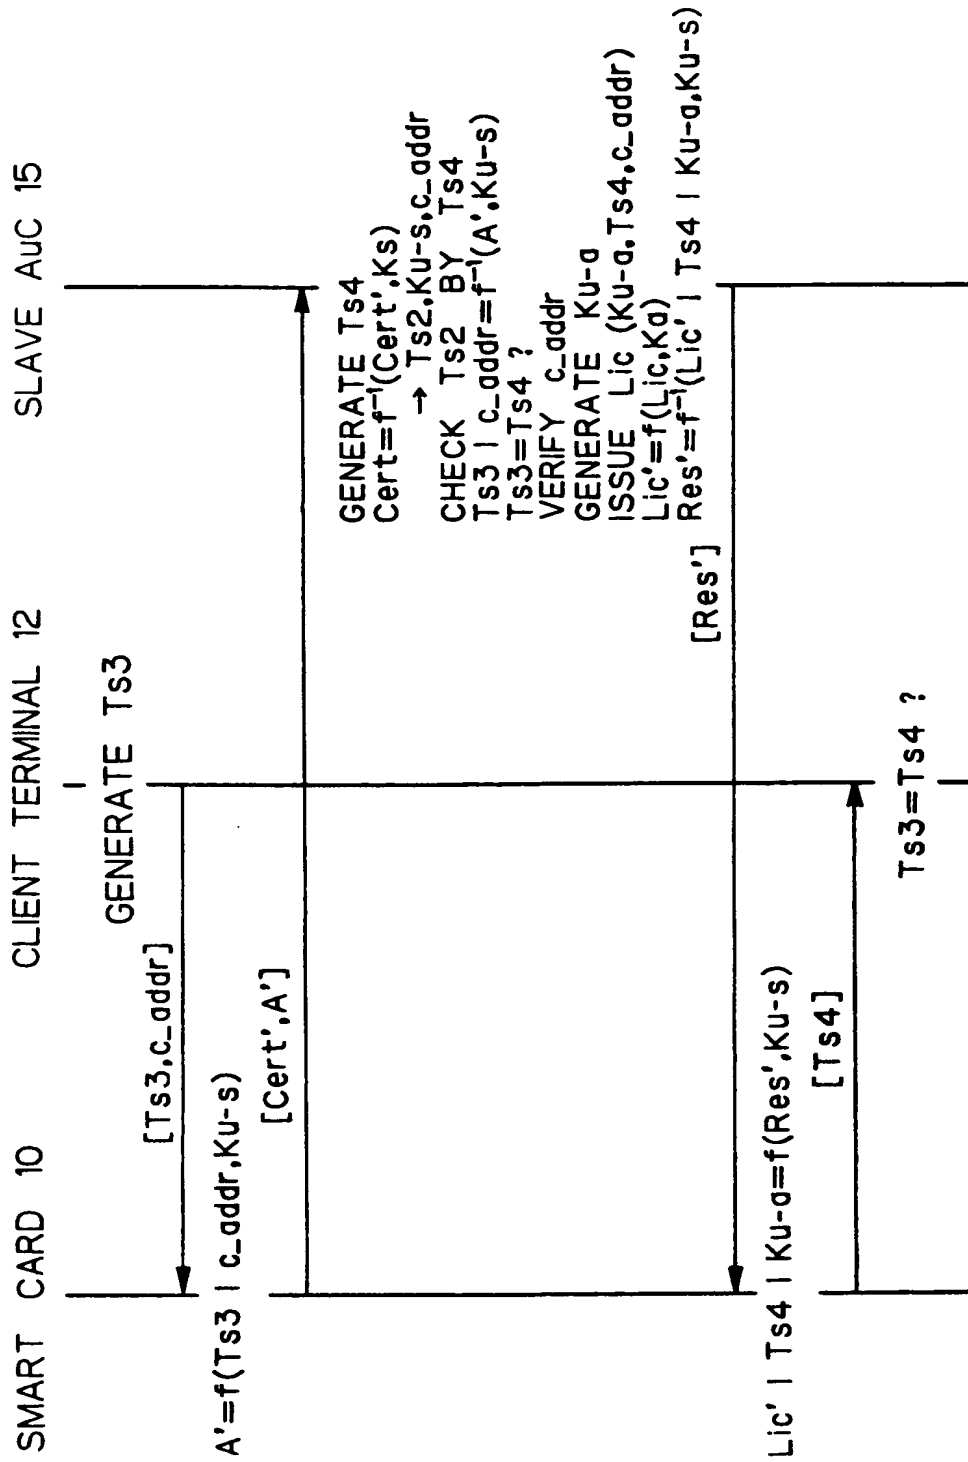 SMART CARD 10
CLIENT TERMINAL 12
SLAVE AuC 15
GENERATE Ts3
[Ts3,c_addr]
A'=f(Ts3 | c_addr,Ku-s)
[Cert',A']
GENERATE Ts4
Cert=f⁻¹(Cert',Ks)
→ Ts2,Ku-s,c_addr
CHECK Ts2 BY Ts4
Ts3 | c_addr=f⁻¹(A',Ku-s)
Ts3=Ts4 ?
VERIFY c_addr
GENERATE Ku-a
ISSUE Lic (Ku-a,Ts4,c_addr)
Lic'=f(Lic,Ka)
Res'=f⁻¹(Lic' | Ts4 | Ku-a,Ku-s)
[Res']
Lic' | Ts4 | Ku-a=f(Res',Ku-s)
[Ts4]
Ts3=Ts4 ?